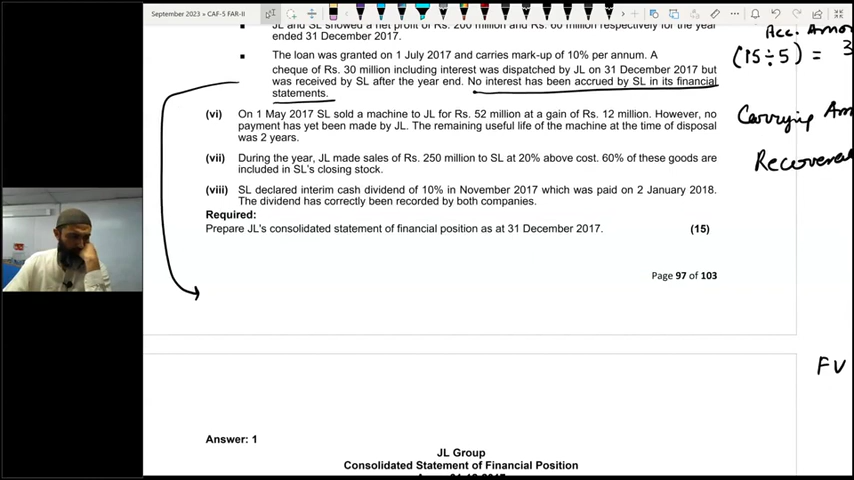 September 2023 » CAF-5 FAR-II
JL and SL showed a net profit of Rs. 200 million and Rs. 60 million respectively for the year
ended 31 December 2017.
Acc. Amor
(15÷5) = 3
▪ The loan was granted on 1 July 2017 and carries mark-up of 10% per annum. A
cheque of Rs. 30 million including interest was dispatched by JL on 31 December 2017 but
was received by SL after the year end. No interest has been accrued by SL in its financial
statements.
(vi) On 1 May 2017 SL sold a machine to JL for Rs. 52 million at a gain of Rs. 12 million. However, no
payment has yet been made by JL. The remaining useful life of the machine at the time of disposal
was 2 years.
Carrying Am
(vii) During the year, JL made sales of Rs. 250 million to SL at 20% above cost. 60% of these goods are
included in SL's closing stock.
Recovera
(viii) SL declared interim cash dividend of 10% in November 2017 which was paid on 2 January 2018.
The dividend has correctly been recorded by both companies.
Required:
Prepare JL's consolidated statement of financial position as at 31 December 2017. (15)
Page 97 of 103
FV
Answer: 1
JL Group
Consolidated Statement of Financial Position